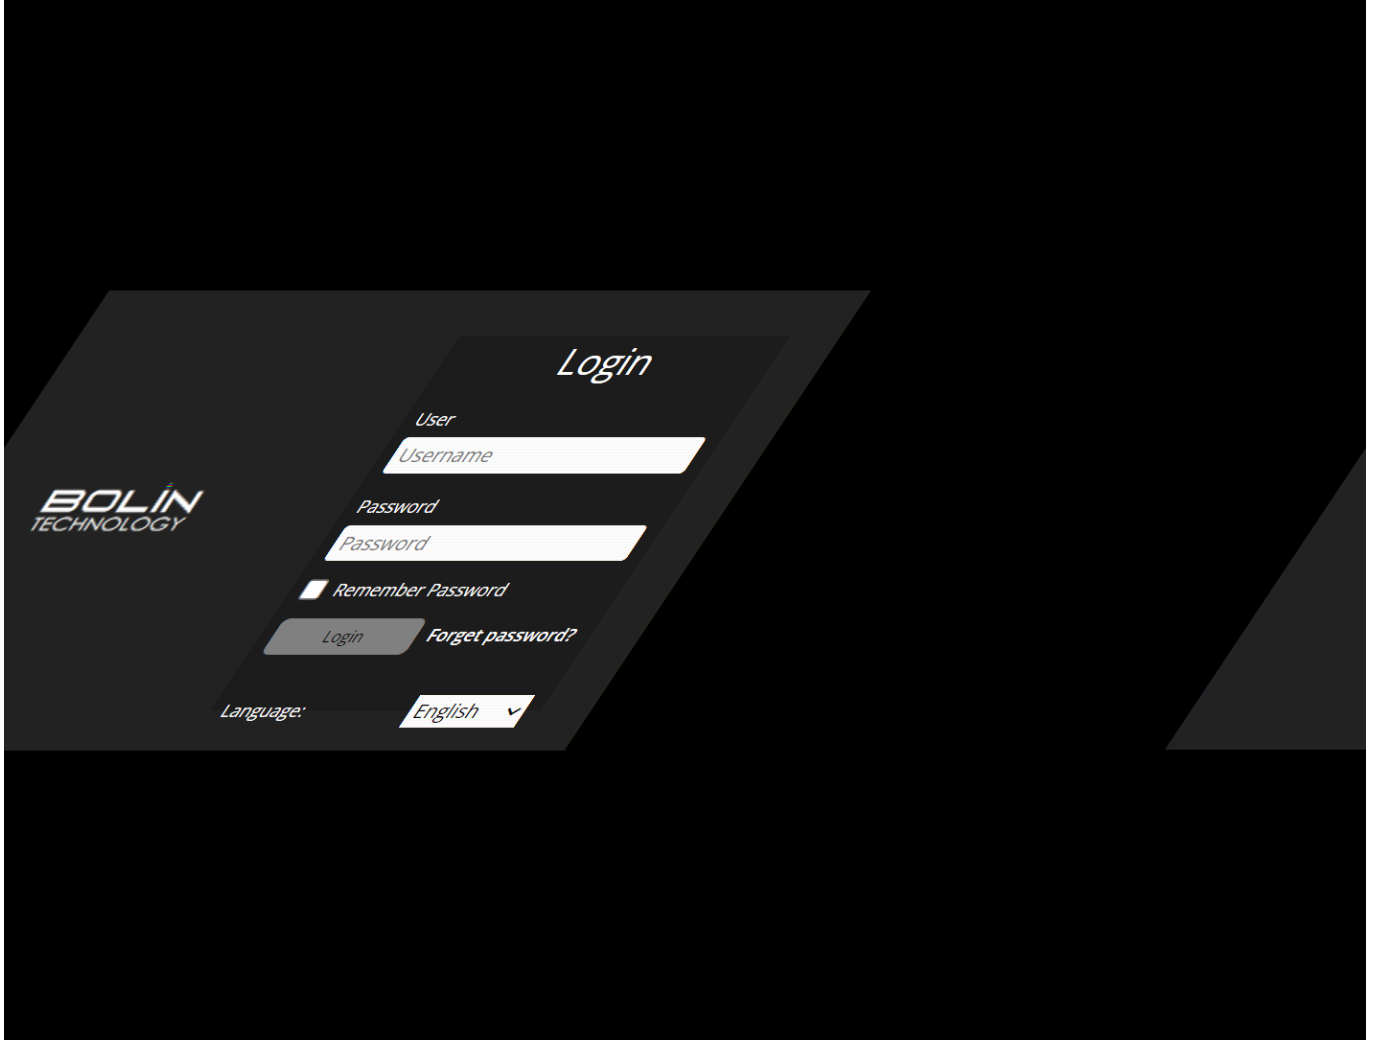 Login
User
Username
BOLIN
TECHNOLOGY
Password
Password
Remember Password
Login Forget password?
Language: English